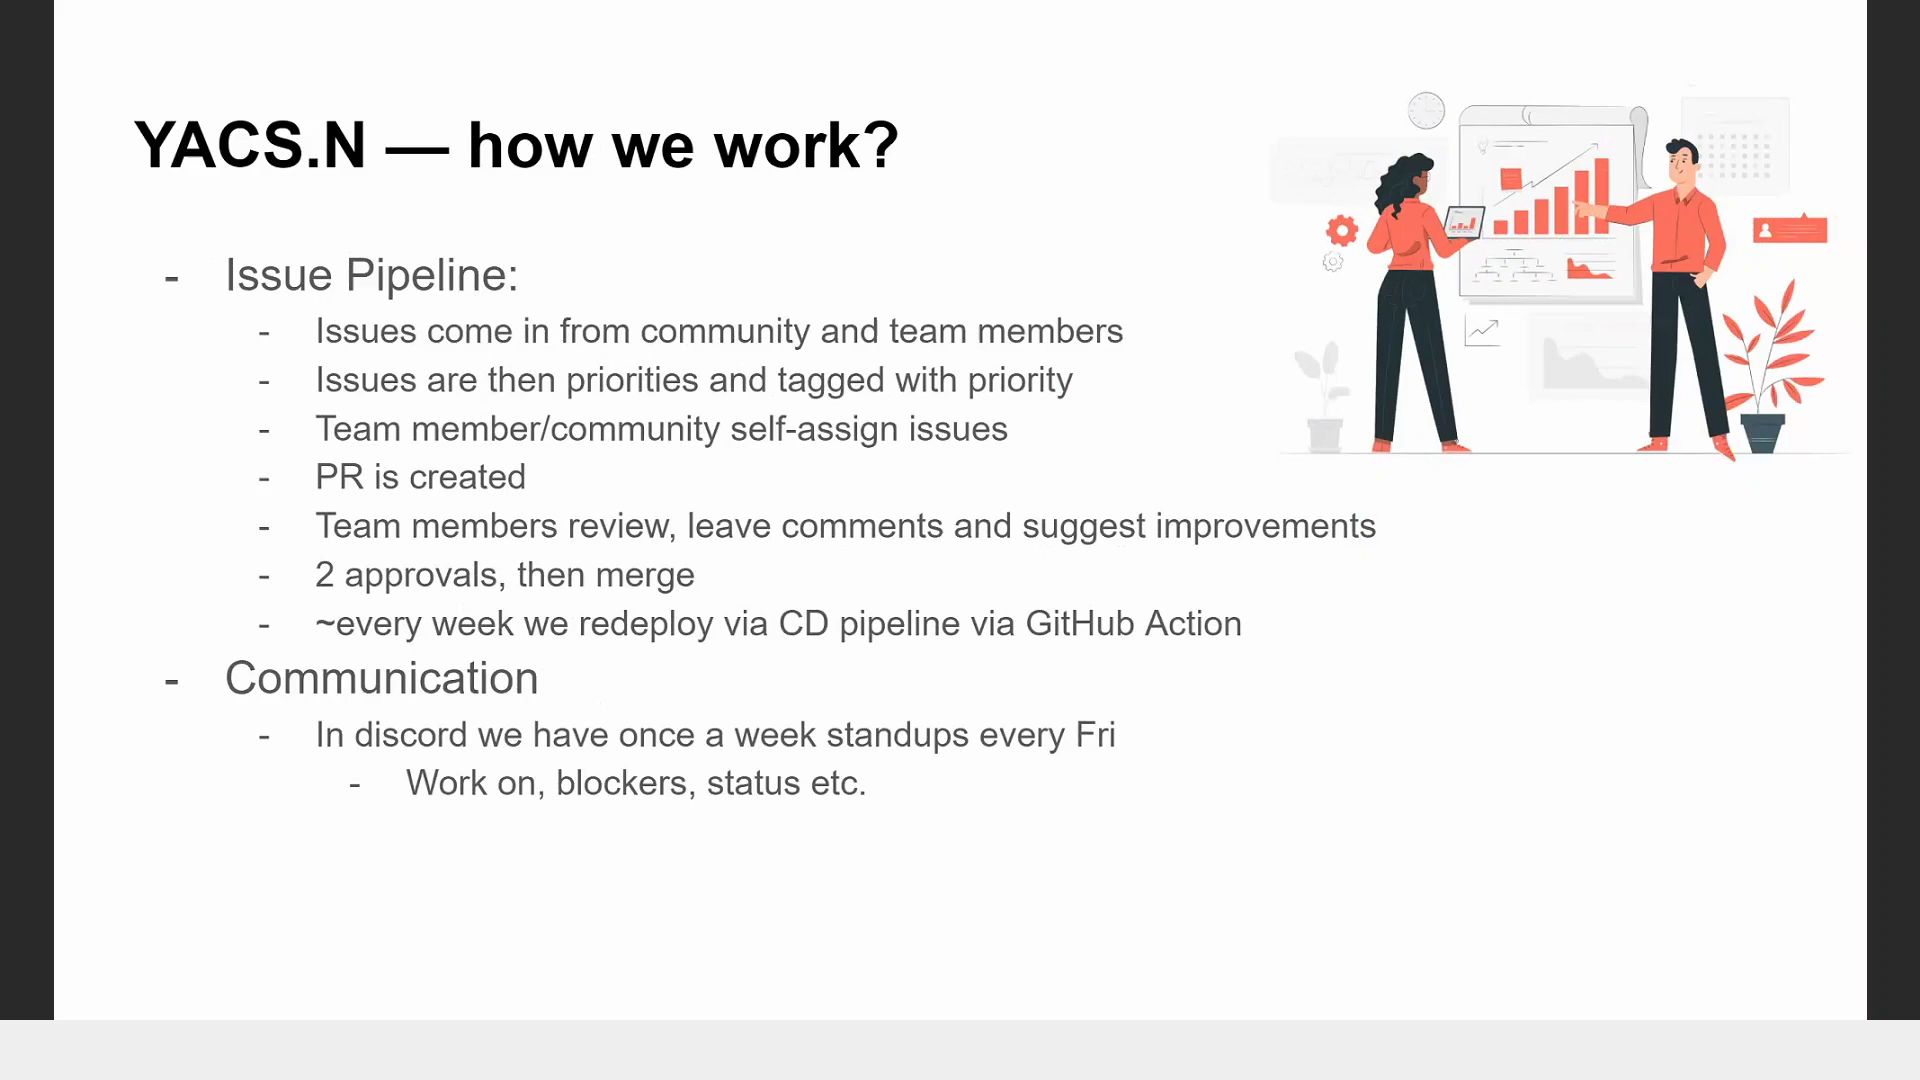 YACS.N — how we work?
- Issue Pipeline:
- Issues come in from community and team members
- Issues are then priorities and tagged with priority
- Team member/community self-assign issues
- PR is created
- Team members review, leave comments and suggest improvements
- 2 approvals, then merge
- ~every week we redeploy via CD pipeline via GitHub Action
- Communication
- In discord we have once a week standups every Fri
- Work on, blockers, status etc.